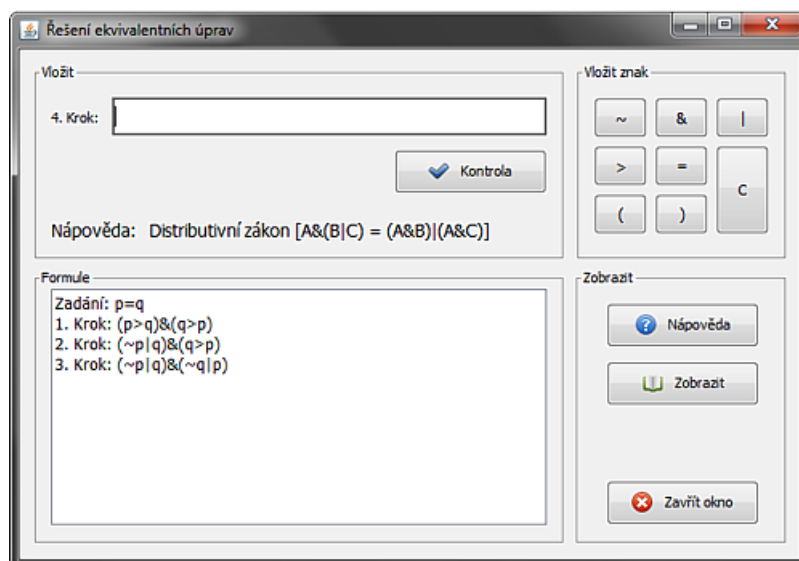 Řešení ekvivalentních úprav
Vložit
4. Krok:
Kontrola
Nápověda: Distributivní zákon [A&(B|C) = (A&B)|(A&C)]
Vložit znak
~ & |
> = C
( )
Formule
Zadání: p=q
1. Krok: (p>q)&(q>p)
2. Krok: (~p|q)&(q>p)
3. Krok: (~p|q)&(~q|p)
Zobrazit
Nápověda
Zobrazit
Zavřít okno